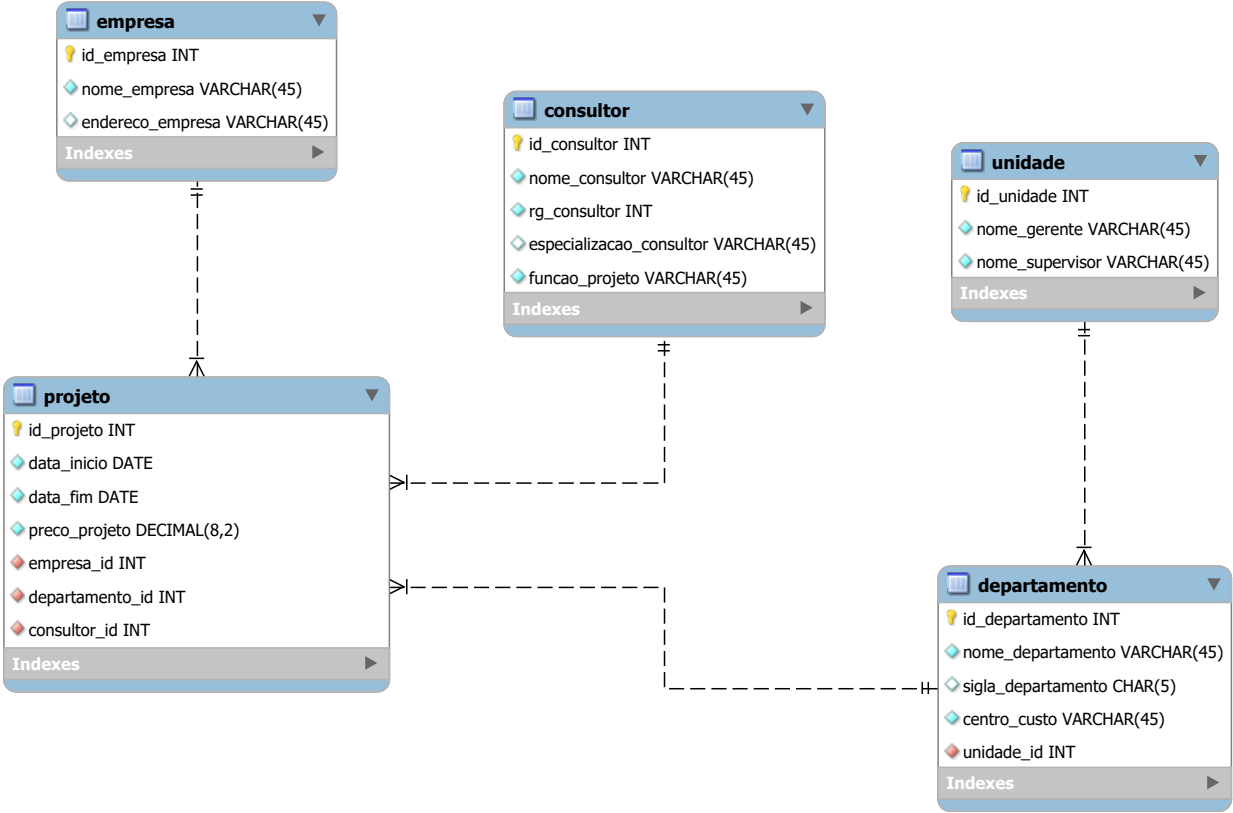 empresa
id_empresa INT
nome_empresa VARCHAR(45)
endereco_empresa VARCHAR(45)
Indexes
consultor
id_consultor INT
nome_consultor VARCHAR(45)
rg_consultor INT
especializacao_consultor VARCHAR(45)
funcao_projeto VARCHAR(45)
Indexes
unidade
id_unidade INT
nome_gerente VARCHAR(45)
nome_supervisor VARCHAR(45)
Indexes
projeto
id_projeto INT
data_inicio DATE
data_fim DATE
preco_projeto DECIMAL(8,2)
empresa_id INT
departamento_id INT
consultor_id INT
Indexes
departamento
id_departamento INT
nome_departamento VARCHAR(45)
sigla_departamento CHAR(5)
centro_custo VARCHAR(45)
unidade_id INT
Indexes